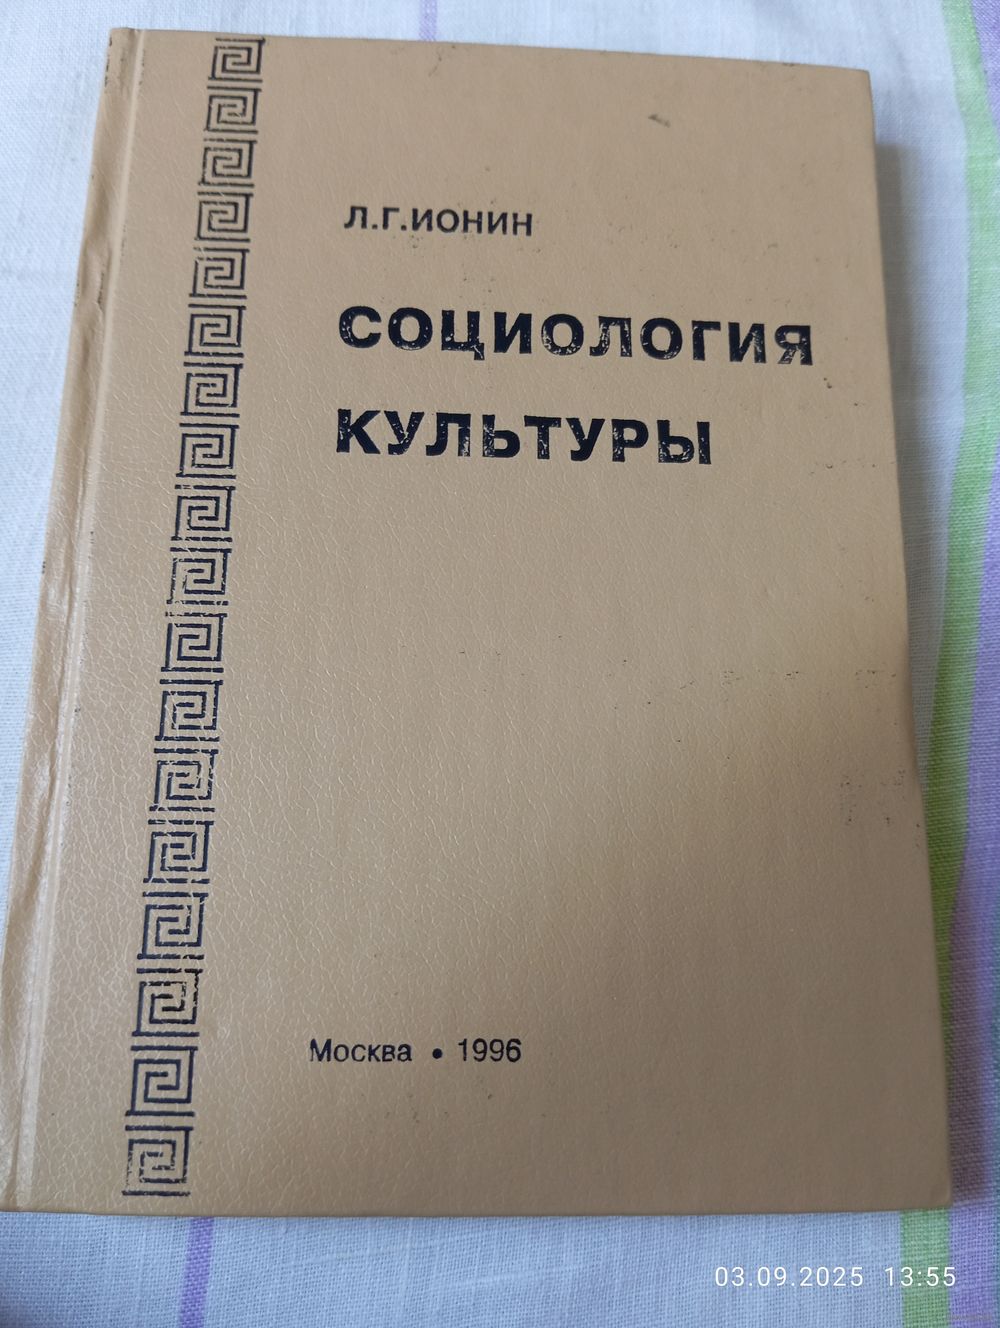 Л.Г.ИОНИН
СОЦИОЛОГИЯ
КУЛЬТУРЫ
Москва • 1996
03.09.2025 13:55